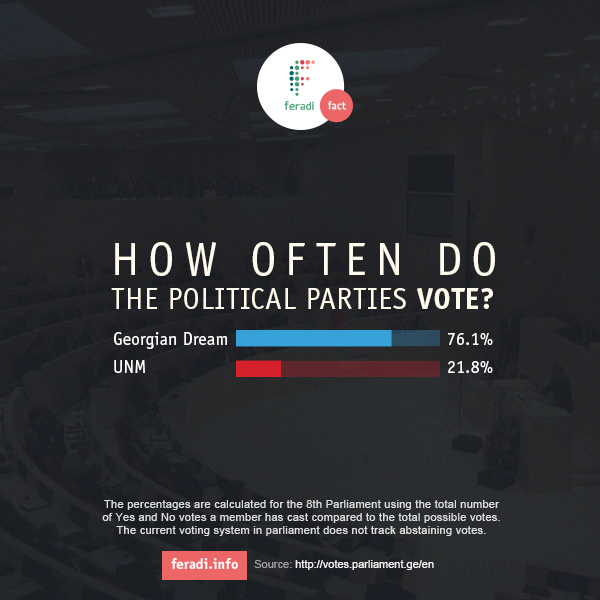 feradi
fact
HOW OFTEN DO
THE POLITICAL PARTIES VOTE?
Georgian Dream 76.1%
UNM 21.8%
The percentages are calculated for the 8th Parliament using the total number
of Yes and No votes a member has cast compared to the total possible votes.
The current voting system in parliament does not track abstaining votes.
feradi.info Source: http://votes.parliament.ge/en